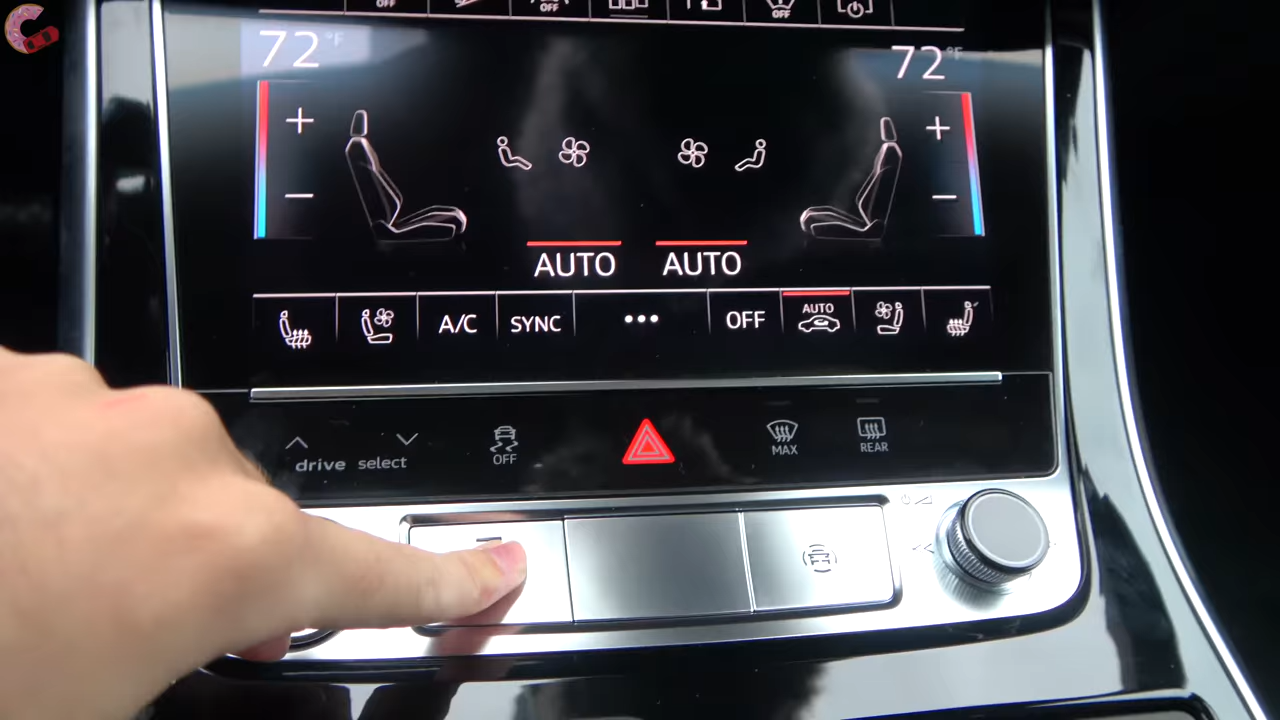 OFF OFF OFF
72 °F 72 °F
AUTO AUTO
A/C SYNC OFF AUTO
drive select OFF MAX REAR